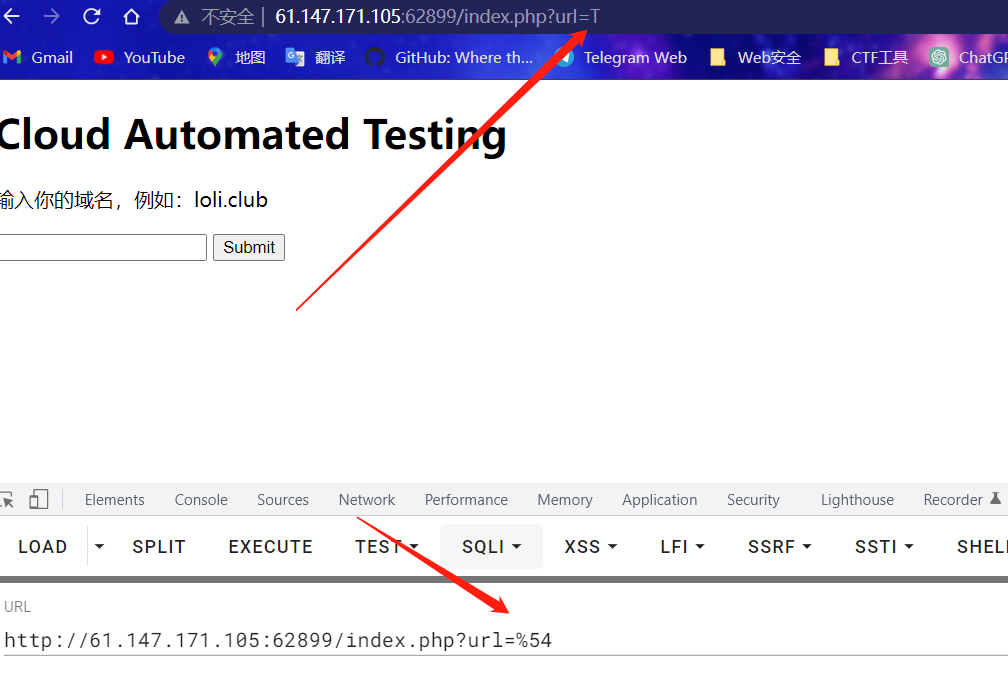 不安全 | 61.147.171.105:62899/index.php?url=T
Gmail YouTube 地图 翻译 GitHub: Where th... Telegram Web Web安全 CTF工具 ChatGP
Cloud Automated Testing
输入你的域名，例如：loli.club
Submit
Elements Console Sources Network Performance Memory Application Security Lighthouse Recorder
LOAD SPLIT EXECUTE TEST SQLI XSS LFI SSRF SSTI SHELL
URL
http://61.147.171.105:62899/index.php?url=%54